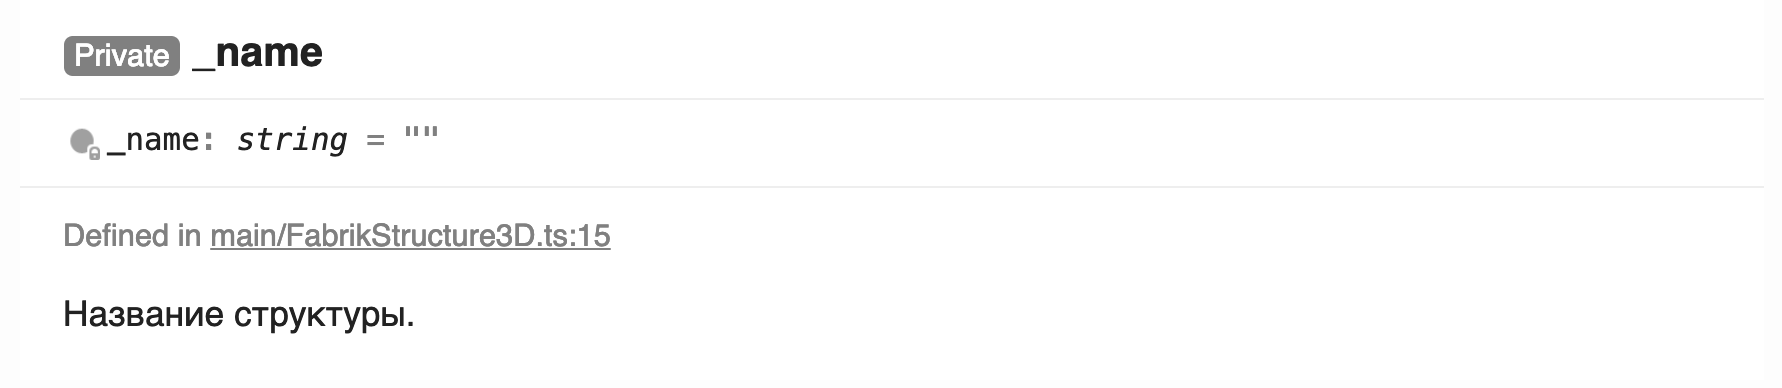 Private _name
_name: string = ""
Defined in main/FabrikStructure3D.ts:15
Название структуры.